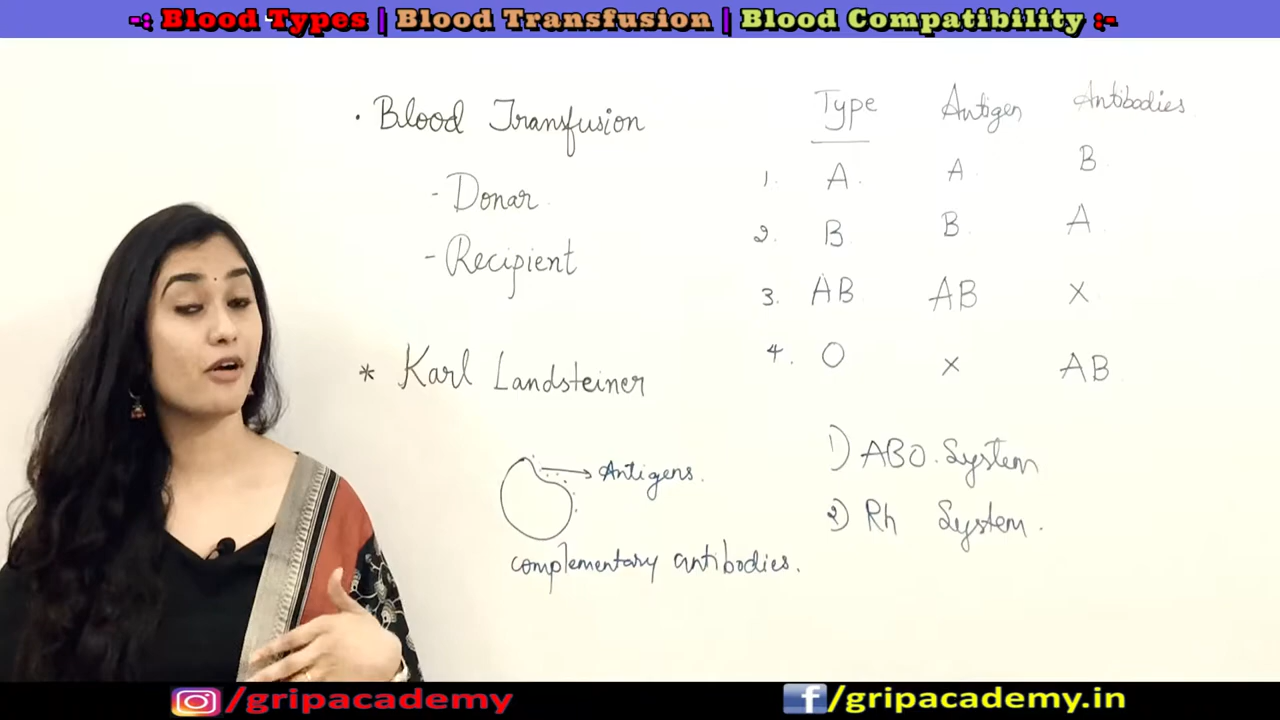 -: Blood Types | Blood Transfusion | Blood Compatibility :-
• Blood Transfusion
- Donar
- Recipient
* Karl Landsteiner
→ Antigens.
complementary antibodies.
Type Antigen Antibodies
1. A A B
2. B B A
3. AB AB X
4. O X AB
1) ABO System
2) Rh System.
/gripacademy
f/gripacademy.in